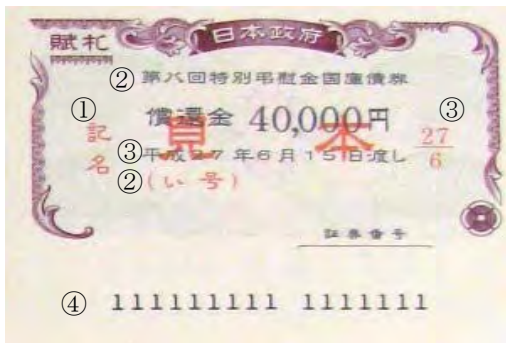 日本政府
賦札
② 第八回特別弔慰金国庫債券
① 記名
償還金 40,000円
見本
③ 27/6
③ 平成27年6月15日渡し
② (い号)
証券番号
④ 111111111 1111111